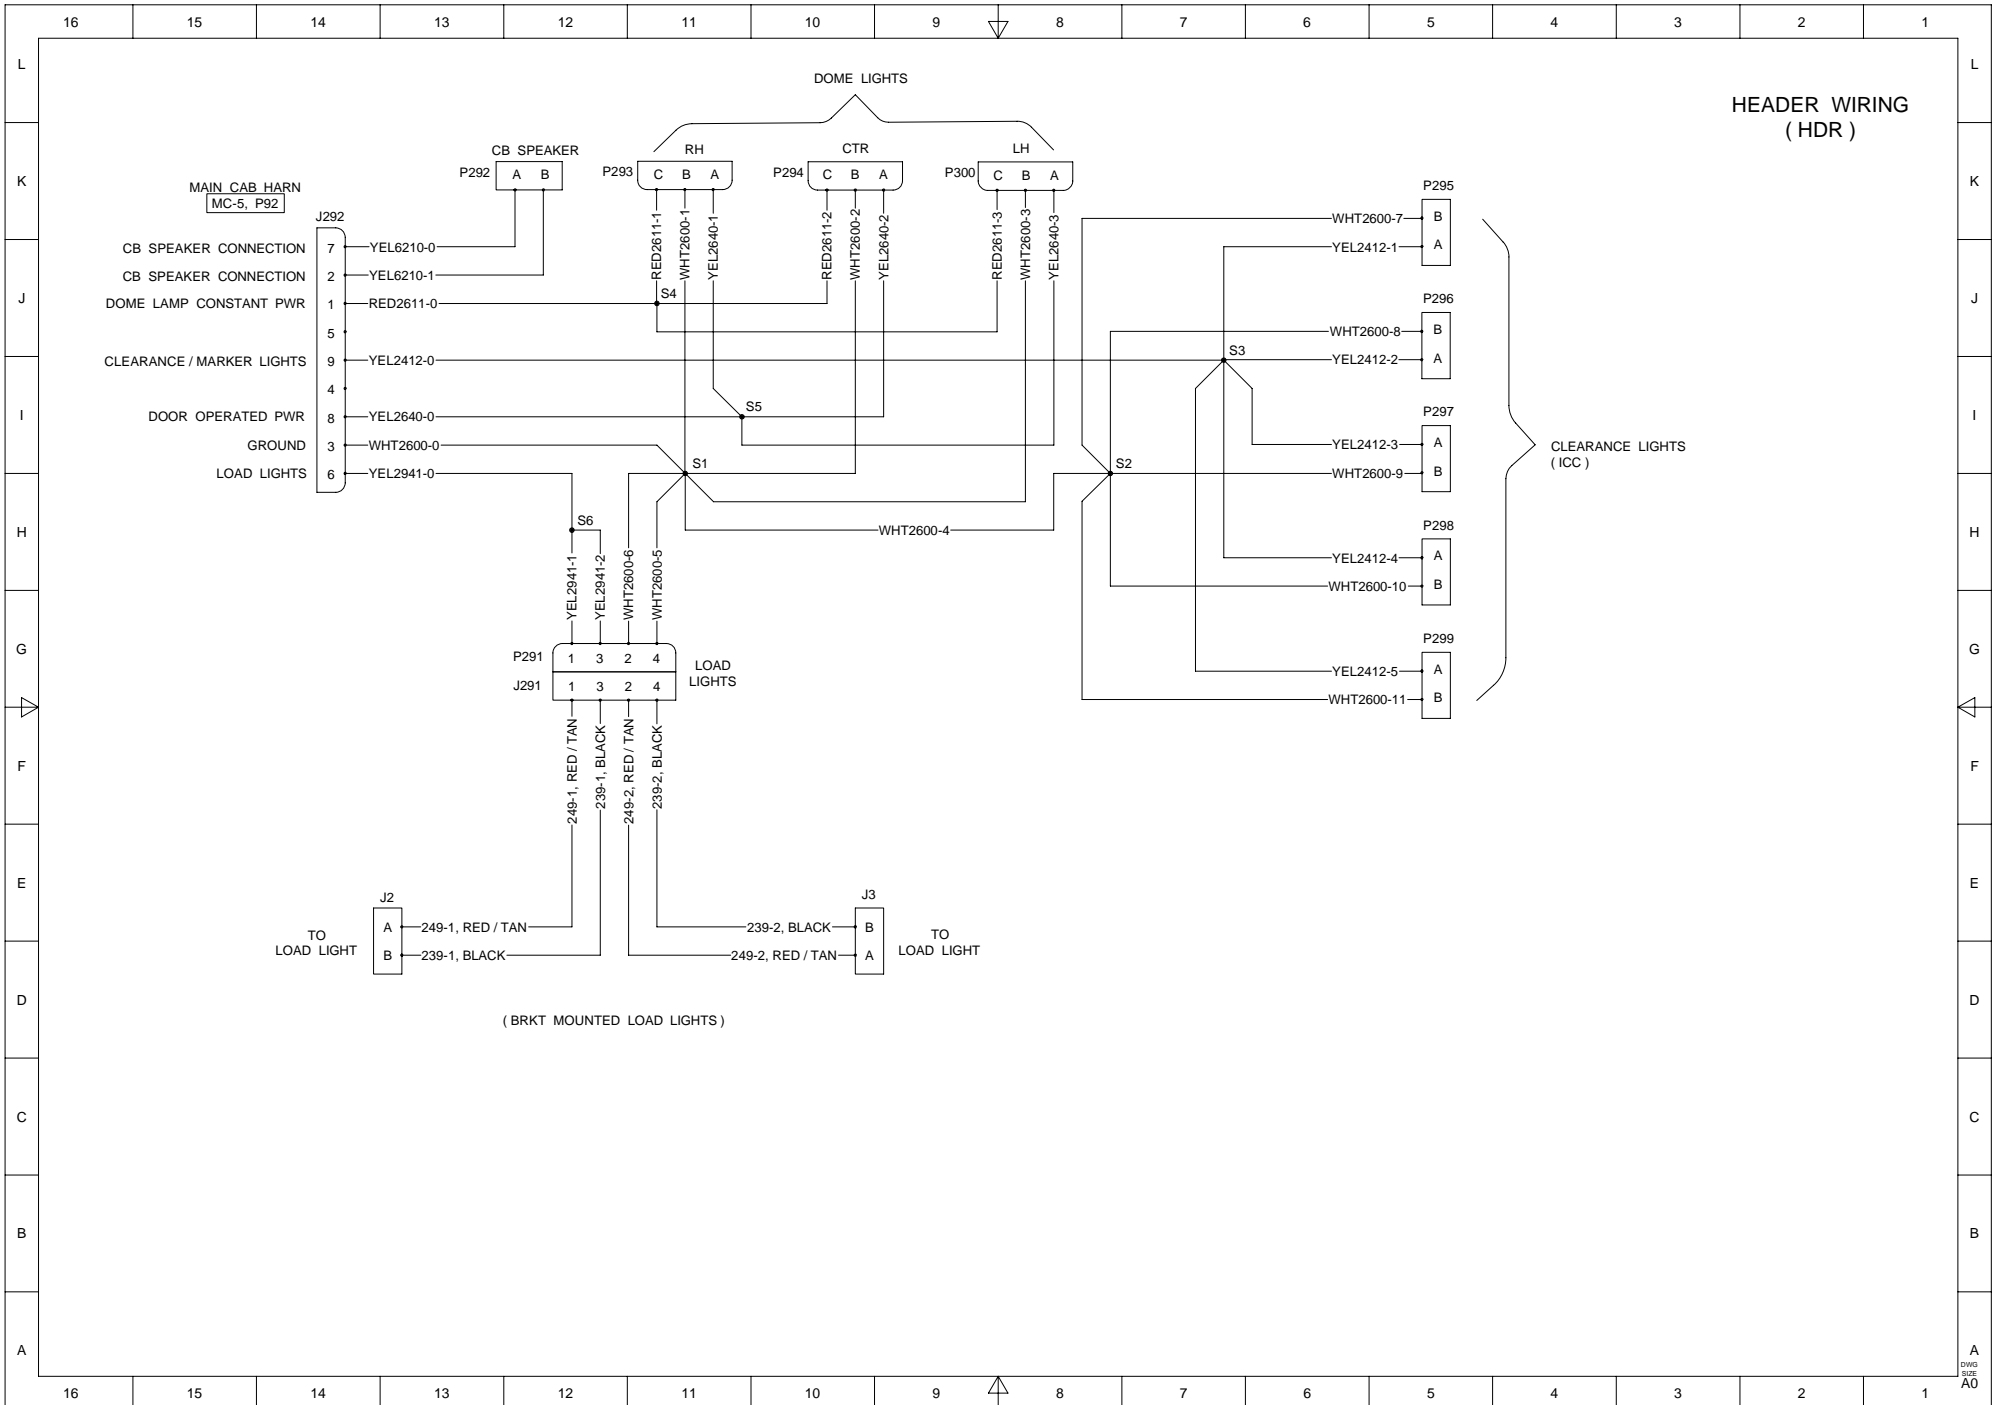 16 15 14 13 12 11 10 9 8 7 6 5 4 3 2 1
L L
DOME LIGHTS
HEADER WIRING
( HDR )
CB SPEAKER RH CTR LH
P292 A B P293 C B A P294 C B A P300 C B A
K K
MAIN CAB HARN
MC-5, P92
J292
P295
RED2611-1 WHT2600-1 YEL2640-1 RED2611-2 WHT2600-2 YEL2640-2 RED2611-3 WHT2600-3 YEL2640-3
WHT2600-7 B
CB SPEAKER CONNECTION 7 YEL6210-0 YEL2412-1 A
CB SPEAKER CONNECTION 2 YEL6210-1
J J
DOME LAMP CONSTANT PWR 1 RED2611-0 S4 P296
5 WHT2600-8 B
CLEARANCE / MARKER LIGHTS 9 YEL2412-0 S3 YEL2412-2 A
4
I I
DOOR OPERATED PWR 8 YEL2640-0 S5 P297
GROUND 3 WHT2600-0 YEL2412-3 A
CLEARANCE LIGHTS
( ICC )
LOAD LIGHTS 6 YEL2941-0 S1 S2 WHT2600-9 B
H H
S6 WHT2600-4 P298
YEL2941-1 YEL2941-2 WHT2600-6 WHT2600-5
YEL2412-4 A
WHT2600-10 B
G G
P291 1 3 2 4
LOAD
LIGHTS
J291 1 3 2 4
P299
YEL2412-5 A
WHT2600-11 B
249-1, RED / TAN 239-1, BLACK 249-2, RED / TAN 239-2, BLACK
F F
E E
J2 J3
TO
LOAD LIGHT
A 249-1, RED / TAN 239-2, BLACK B
B 239-1, BLACK 249-2, RED / TAN A
TO
LOAD LIGHT
D D
( BRKT MOUNTED LOAD LIGHTS )
C C
B B
A A
DWG
SIZE
A0
16 15 14 13 12 11 10 9 8 7 6 5 4 3 2 1